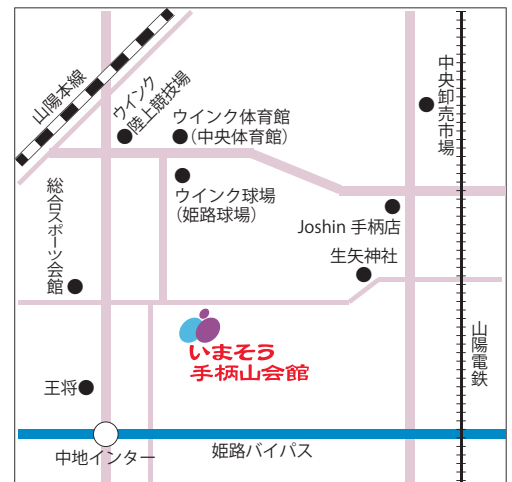 山陽本線
ウインク
陸上競技場
ウインク体育館
（中央体育館）
中央卸売市場
総合スポーツ会館
ウインク球場
（姫路球場）
Joshin 手柄店
生矢神社
いまそう
手柄山会館
山陽電鉄
王将
中地インター
姫路バイパス